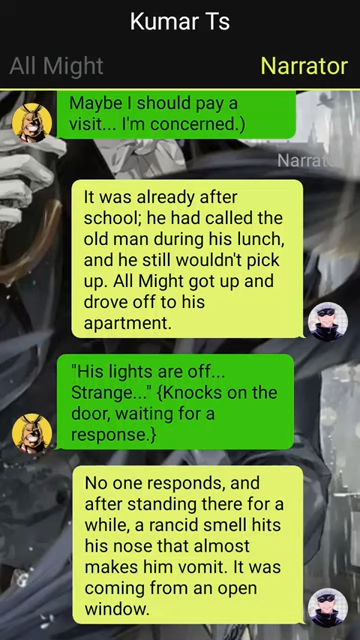 Kumar Ts
All Might
Narrator
Maybe I should pay a
visit... I'm concerned.)
It was already after
school; he had called the
old man during his lunch,
and he still wouldn't pick
up. All Might got up and
drove off to his
apartment.
"His lights are off...
Strange..." {Knocks on the
door, waiting for a
response.}
No one responds, and
after standing there for a
while, a rancid smell hits
his nose that almost
makes him vomit. It was
coming from an open
window.